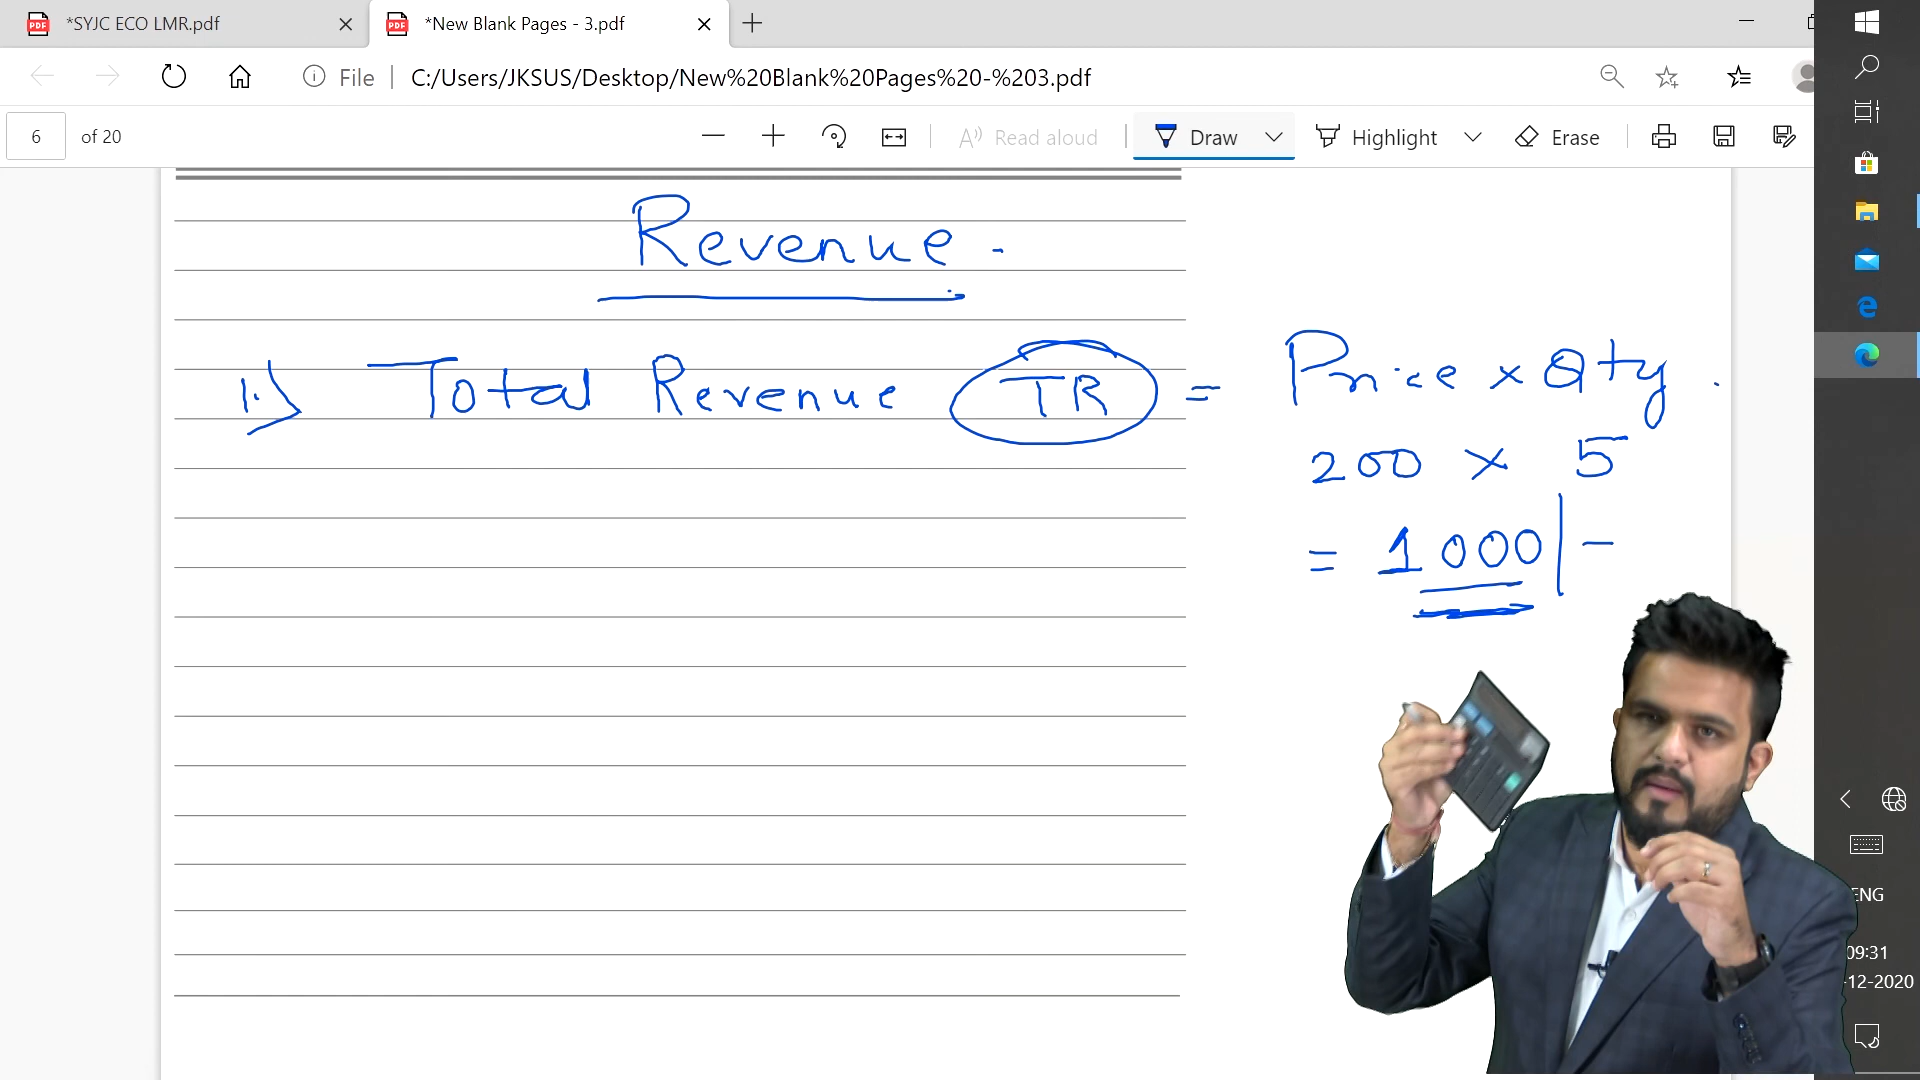 *SYJC ECO LMR.pdf
*New Blank Pages - 3.pdf
File
C:/Users/JKSUS/Desktop/New%20Blank%20Pages%20-%203.pdf
6 of 20
Read aloud
Draw
Highlight
Erase
Revenue.
1.) Total Revenue TR = Price x Qty.
200 x 5
= 1000/-
ENG
09:31
-12-2020